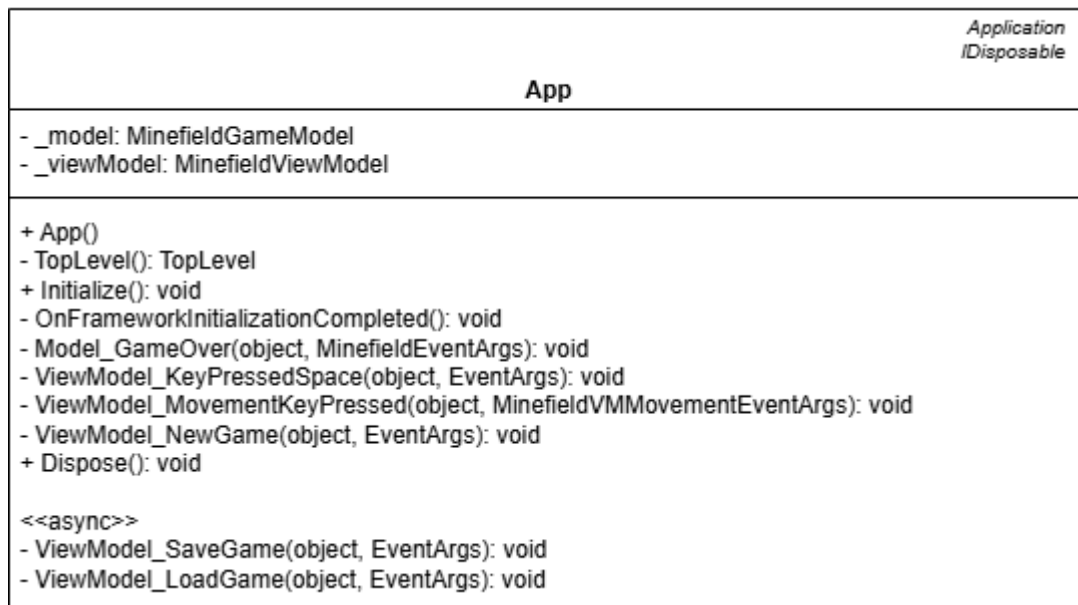 Application
IDisposable
App
- _model: MinefieldGameModel
- _viewModel: MinefieldViewModel
+ App()
- TopLevel(): TopLevel
+ Initialize(): void
- OnFrameworkInitializationCompleted(): void
- Model_GameOver(object, MinefieldEventArgs): void
- ViewModel_KeyPressedSpace(object, EventArgs): void
- ViewModel_MovementKeyPressed(object, MinefieldVMMovementEventArgs): void
- ViewModel_NewGame(object, EventArgs): void
+ Dispose(): void
<<async>>
- ViewModel_SaveGame(object, EventArgs): void
- ViewModel_LoadGame(object, EventArgs): void